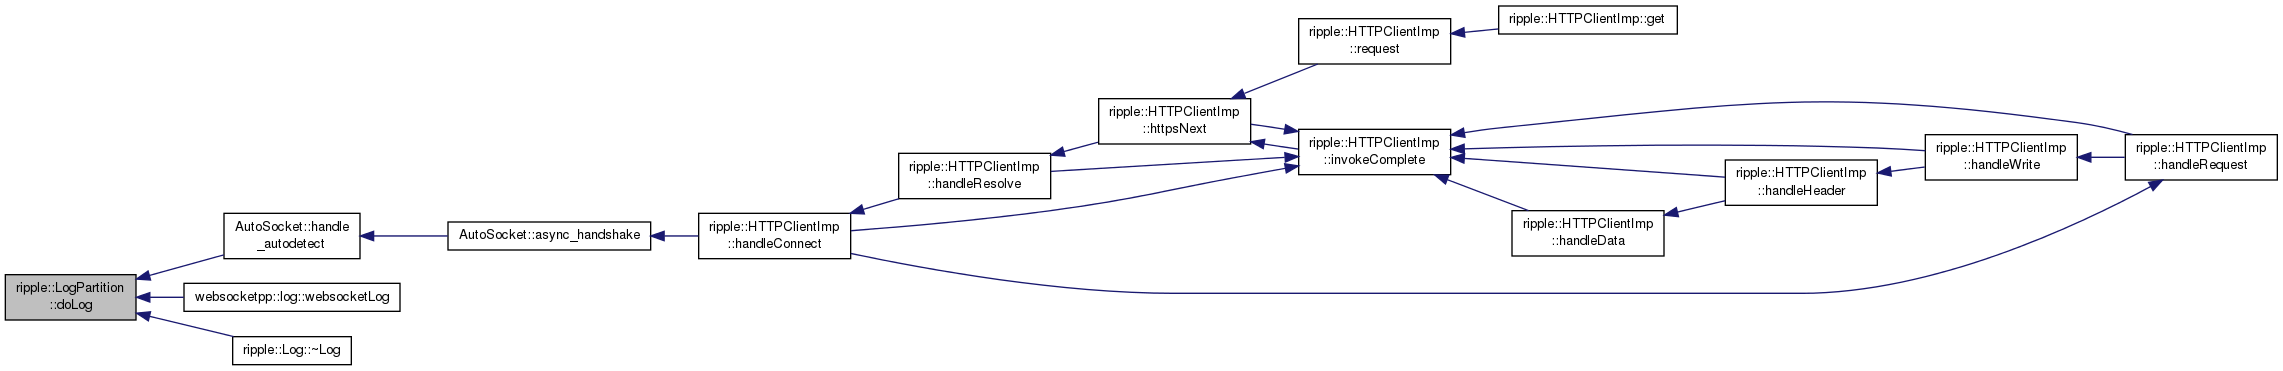 ripple::LogPartition
::doLog
AutoSocket::handle
_autodetect
websocketpp::log::websocketLog
ripple::Log::~Log
AutoSocket::async_handshake
ripple::HTTPClientImp
::handleConnect
ripple::HTTPClientImp
::handleResolve
ripple::HTTPClientImp
::httpsNext
ripple::HTTPClientImp
::request
ripple::HTTPClientImp::get
ripple::HTTPClientImp
::invokeComplete
ripple::HTTPClientImp
::handleData
ripple::HTTPClientImp
::handleHeader
ripple::HTTPClientImp
::handleWrite
ripple::HTTPClientImp
::handleRequest